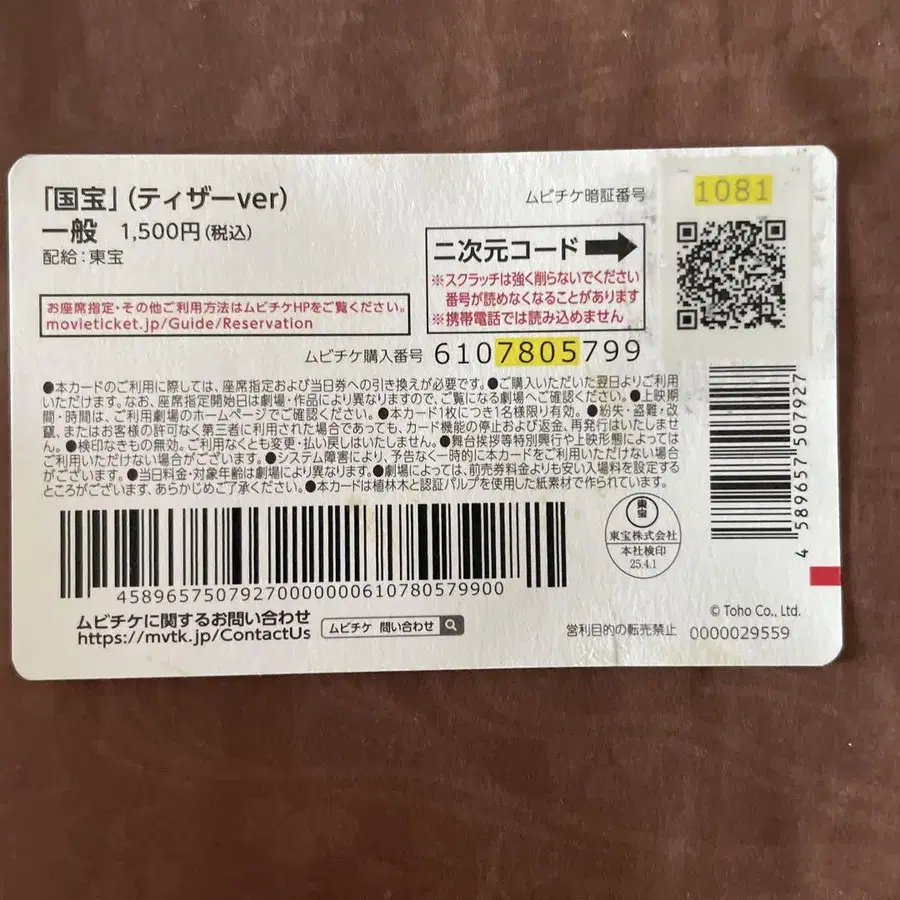 「国宝」(ティザーver)
一般 1,500円(税込)
配給:東宝
ムビチケ暗証番号
1081
二次元コード
※スクラッチは強く削らないでください
番号が読めなくなることがあります
※携帯電話では読み込めません
お座席指定・その他ご利用方法はムビチケHPをご覧ください。
movieticket.jp/Guide/Reservation
ムビチケ購入番号 6107805799
●本カードのご利用に際しては、座席指定および当日券への引き換えが必要です。●ご購入いただいた翌日よりご利用
いただけます。なお、座席指定開始日は劇場・作品により異なりますので、ご覧になる劇場へご確認ください。●上映期
間・時間は、ご利用劇場のホームページでご確認ください。●本カード1枚につき1名様限り有効。●紛失・盗難・改
竄、またはお客様の許可なく第三者に利用された場合であっても、カード機能の停止および返金、再発行はいたしませ
ん。●検印なきもの無効。ご利用なくとも変更・払い戻しはいたしません。●舞台挨拶等特別興行や上映形態によっては
ご利用いただけない場合がございます。●システム障害により、予告なく一時的に本カードをご利用いただけない場合
がございます。●当日料金・対象年齢は劇場により異なります。●劇場によっては、前売券料金よりも安い入場料を設定する
ところがございます、あらかじめご了承ください。●本カードは植林木と認証パルプを使用した紙素材で作られています。
45896575079270000000610780579900
4 589657 507927
東宝
東宝株式会社
本社検印
25.4.1
ムビチケに関するお問い合わせ
https://mvtk.jp/ContactUs
ムビチケ 問い合わせ
© Toho Co., Ltd.
営利目的の転売禁止 0000029559